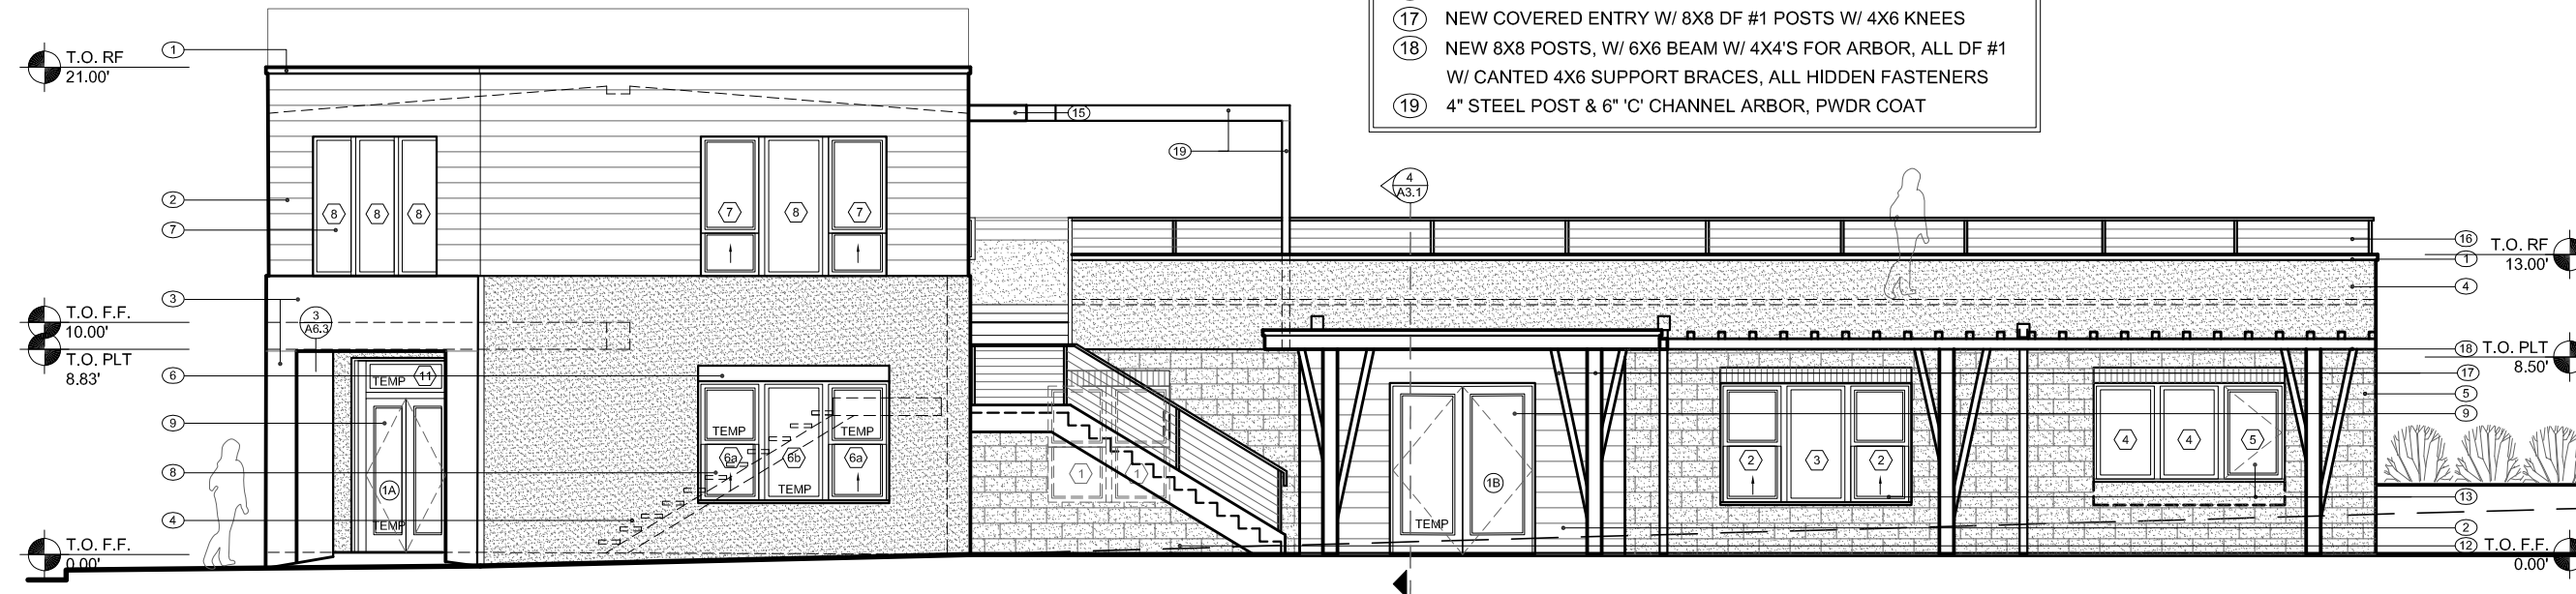 17 NEW COVERED ENTRY W/ 8X8 DF #1 POSTS W/ 4X6 KNEES
18 NEW 8X8 POSTS, W/ 6X6 BEAM W/ 4X4'S FOR ARBOR, ALL DF #1
W/ CANTED 4X6 SUPPORT BRACES, ALL HIDDEN FASTENERS
19 4" STEEL POST & 6" 'C' CHANNEL ARBOR, PWDR COAT
1
T.O. RF
21.00'
15
19
4
A3.1
2
7
8 8 8
7 8 7
16
T.O. RF
13.00'
1
4
3
3
A6.3
T.O. F.F.
10.00'
T.O. PLT
8.83'
18
T.O. PLT
8.50'
6
TEMP 11
17
5
9
9
TEMP TEMP
8
6a 6b 6a
TEMP
1 1
1A
TEMP
1B
TEMP
2 3 2
4 4 5
13
4
2
12
T.O. F.F.
0.00'
T.O. F.F.
0.00'